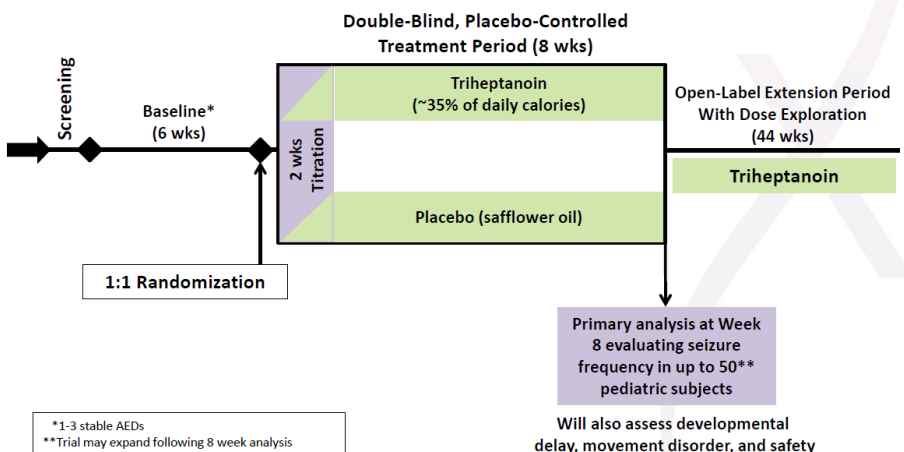 Double-Blind, Placebo-Controlled
Treatment Period (8 wks)
Screening
Baseline*
(6 wks)
2 wks
Titration
Triheptanoin
(~35% of daily calories)
Placebo (safflower oil)
Open-Label Extension Period
With Dose Exploration
(44 wks)
Triheptanoin
1:1 Randomization
Primary analysis at Week
8 evaluating seizure
frequency in up to 50**
pediatric subjects
Will also assess developmental
delay, movement disorder, and safety
*1-3 stable AEDs
**Trial may expand following 8 week analysis